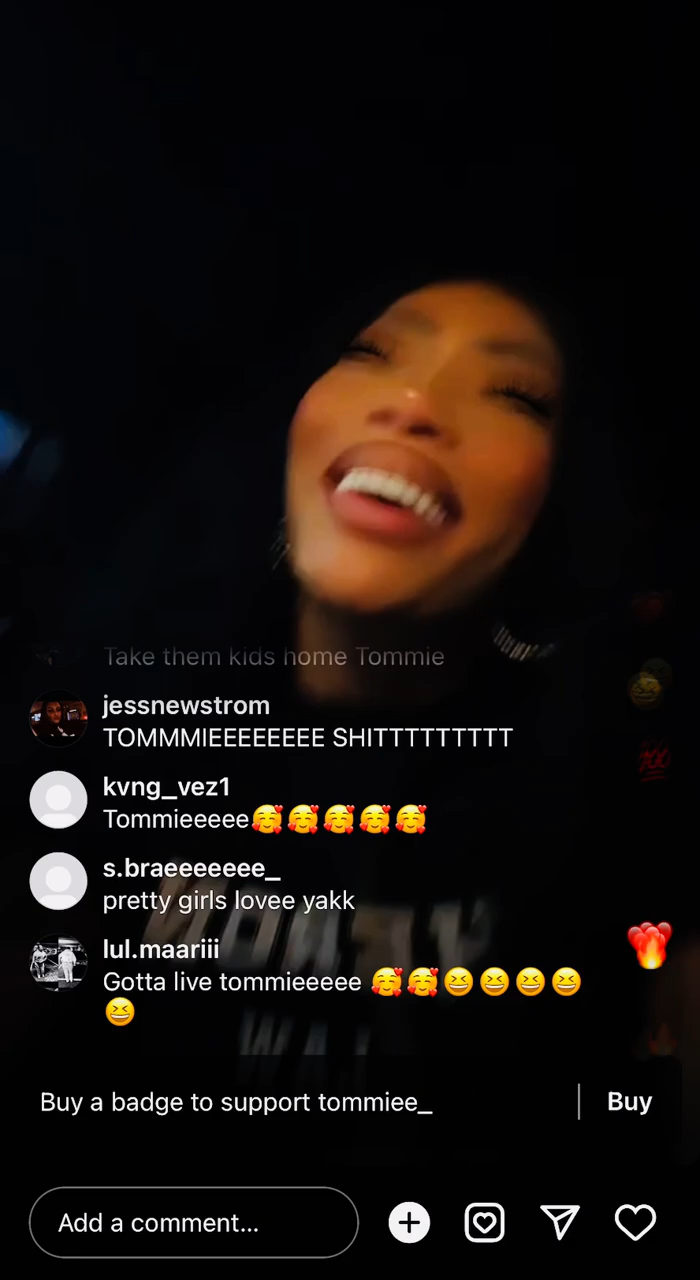 Take them kids home Tommie
jessnewstrom
TOMMMIEEEEEEEE SHITTTTTTTTT
kvng_vez1
Tommieeeee🥰🥰🥰🥰🥰
s.braeeeeeee_
pretty girls lovee yakk
lul.maariii
Gotta live tommieeeee 🥰🥰😆😆😆😆
😆
Buy a badge to support tommiee_
Buy
Add a comment...